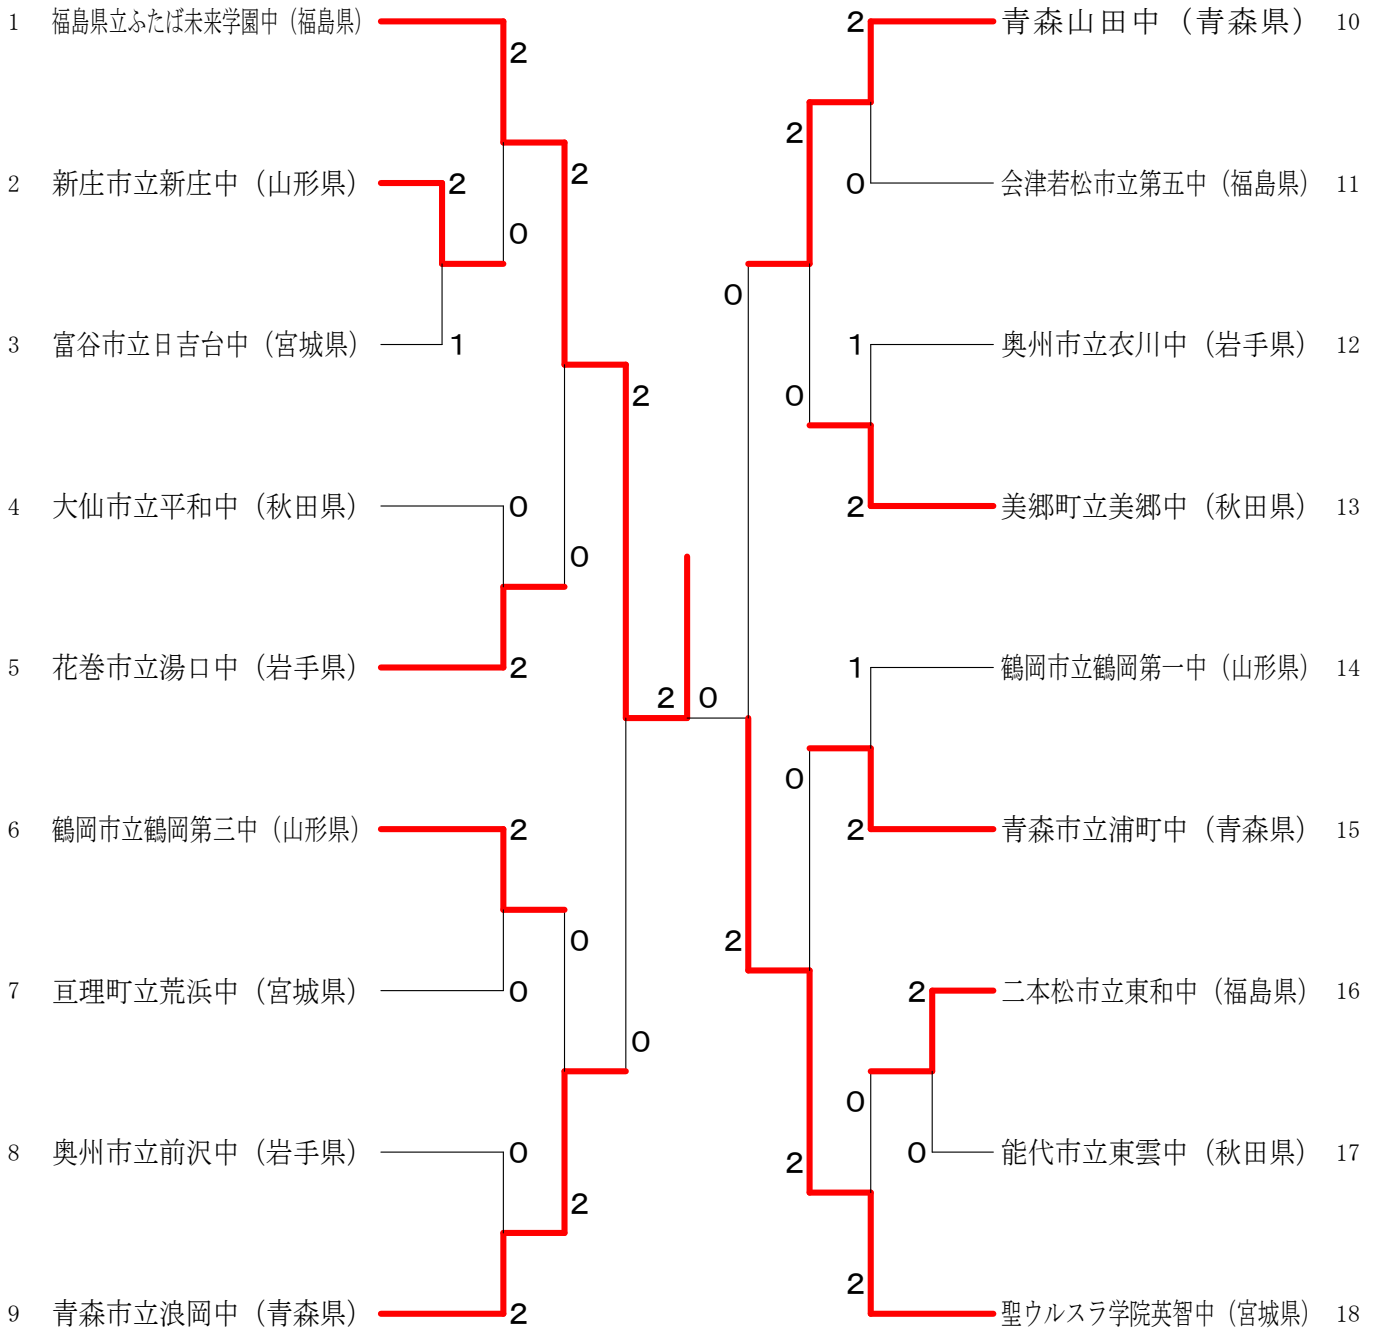 1 福島県立ふたば未来学園中（福島県）
2
2 新庄市立新庄中（山形県）
2
2
0
3 富谷市立日吉台中（宮城県）
1
2
4 大仙市立平和中（秋田県）
0
0
5 花巻市立湯口中（岩手県）
2
2 0
6 鶴岡市立鶴岡第三中（山形県）
2
0
7 亘理町立荒浜中（宮城県）
0
0
8 奥州市立前沢中（岩手県）
0
2
9 青森市立浪岡中（青森県）
2
2
青森山田中（青森県） 10
2
0
会津若松市立第五中（福島県） 11
0
1
奥州市立衣川中（岩手県） 12
0
2
美郷町立美郷中（秋田県） 13
1
鶴岡市立鶴岡第一中（山形県） 14
0
2
青森市立浦町中（青森県） 15
2
2
二本松市立東和中（福島県） 16
0
0
能代市立東雲中（秋田県） 17
2
2
聖ウルスラ学院英智中（宮城県） 18